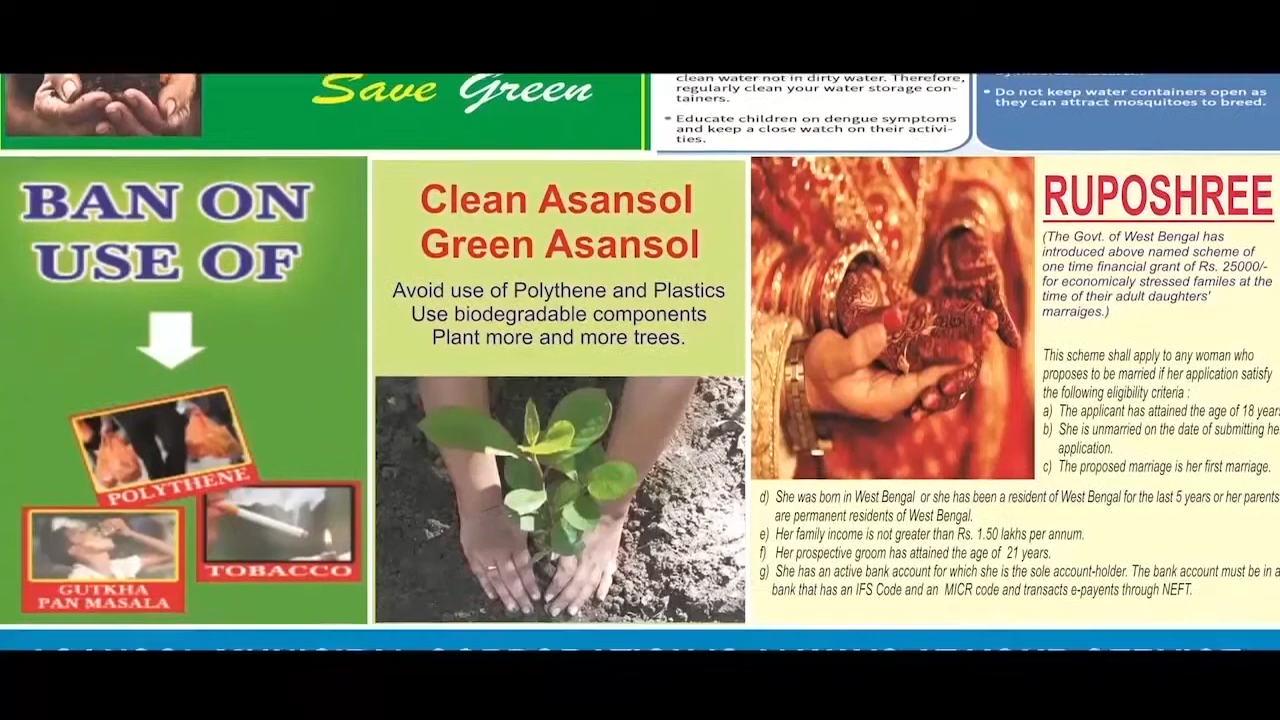 Save Green
clean water not in dirty water. Therefore,
regularly clean your water storage con-
tainers.
• Educate children on dengue symptoms
and keep a close watch on their activi-
ties.
• Do not keep water containers open as
they can attract mosquitoes to breed.
BAN ON
USE OF
POLYTHENE
GUTKHA
PAN MASALA
TOBACCO
Clean Asansol
Green Asansol
Avoid use of Polythene and Plastics
Use biodegradable components
Plant more and more trees.
RUPOSHREE
(The Govt. of West Bengal has
introduced above named scheme of
one time financial grant of Rs. 25000/-
for economicaly stressed familes at the
time of their adult daughters'
marraiges.)
This scheme shall apply to any woman who
proposes to be married if her application satisfy
the following eligibility criteria :
a) The applicant has attained the age of 18 year
b) She is unmarried on the date of submitting he
application.
c) The proposed marriage is her first marriage.
d) She was born in West Bengal or she has been a resident of West Bengal for the last 5 years or her parents
are permanent residents of West Bengal.
e) Her family income is not greater than Rs. 1.50 lakhs per annum.
f) Her prospective groom has attained the age of 21 years.
g) She has an active bank account for which she is the sole account-holder. The bank account must be in a
bank that has an IFS Code and an MICR code and transacts e-payents through NEFT.